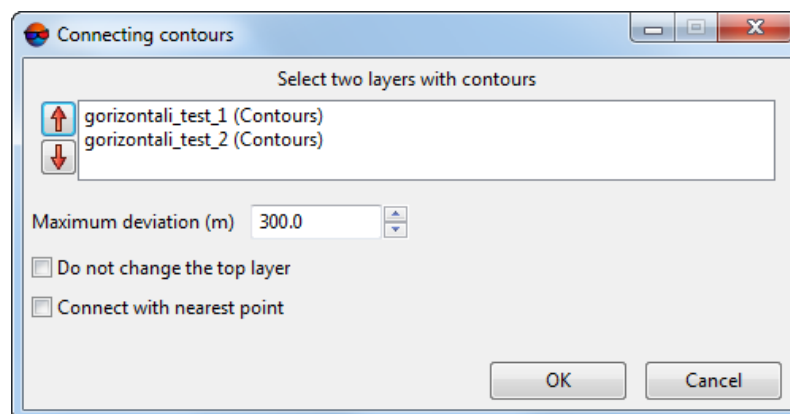 Connecting contours
Select two layers with contours
gorizontali_test_1 (Contours)
gorizontali_test_2 (Contours)
Maximum deviation (m) 300.0
Do not change the top layer
Connect with nearest point
OK Cancel